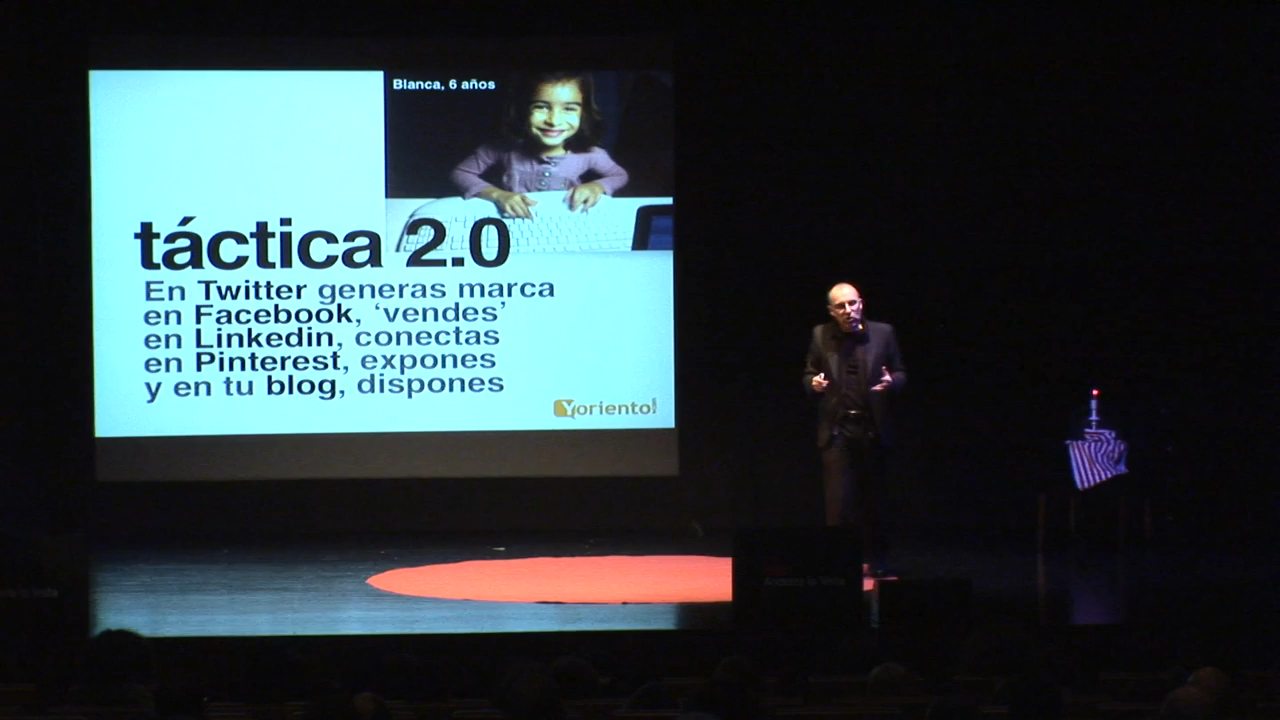 Blanca, 6 años
táctica 2.0
En Twitter generas marca
en Facebook, ‘vendes’
en Linkedin, conectas
en Pinterest, expones
y en tu blog, dispones
Yoriento